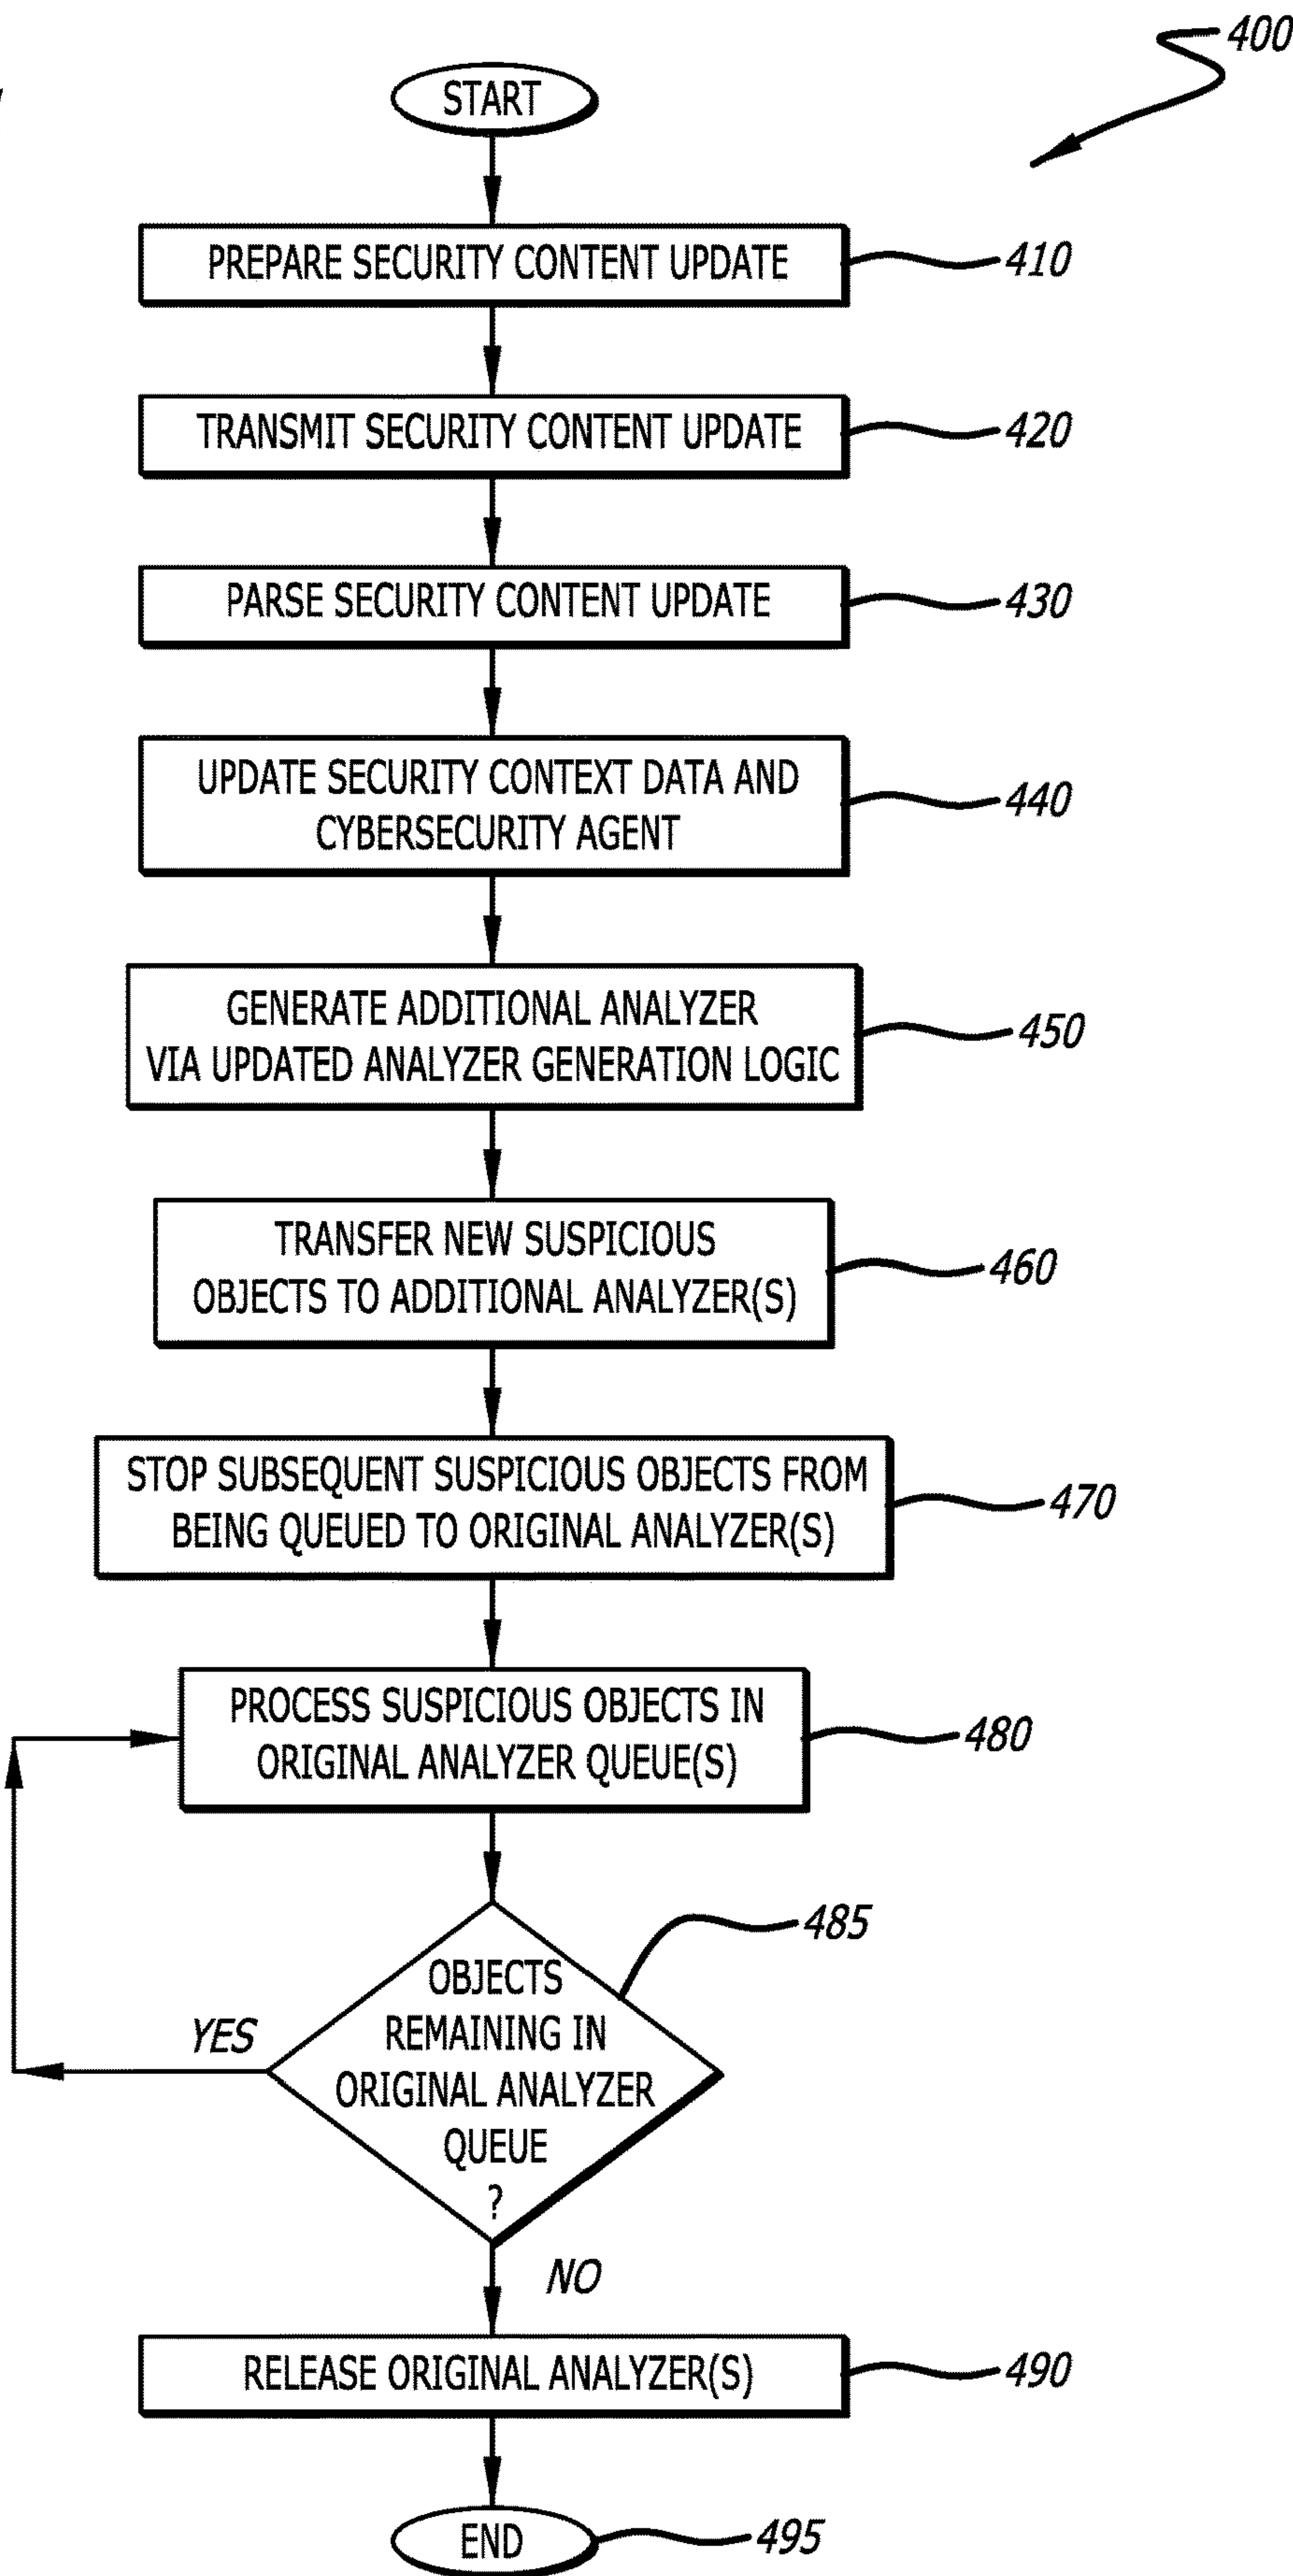 400
START
PREPARE SECURITY CONTENT UPDATE
410
TRANSMIT SECURITY CONTENT UPDATE
420
PARSE SECURITY CONTENT UPDATE
430
UPDATE SECURITY CONTEXT DATA AND
CYBERSECURITY AGENT
440
GENERATE ADDITIONAL ANALYZER
VIA UPDATED ANALYZER GENERATION LOGIC
450
TRANSFER NEW SUSPICIOUS
OBJECTS TO ADDITIONAL ANALYZER(S)
460
STOP SUBSEQUENT SUSPICIOUS OBJECTS FROM
BEING QUEUED TO ORIGINAL ANALYZER(S)
470
PROCESS SUSPICIOUS OBJECTS IN
ORIGINAL ANALYZER QUEUE(S)
480
485
OBJECTS
REMAINING IN
ORIGINAL ANALYZER
QUEUE
?
YES
NO
RELEASE ORIGINAL ANALYZER(S)
490
END
495